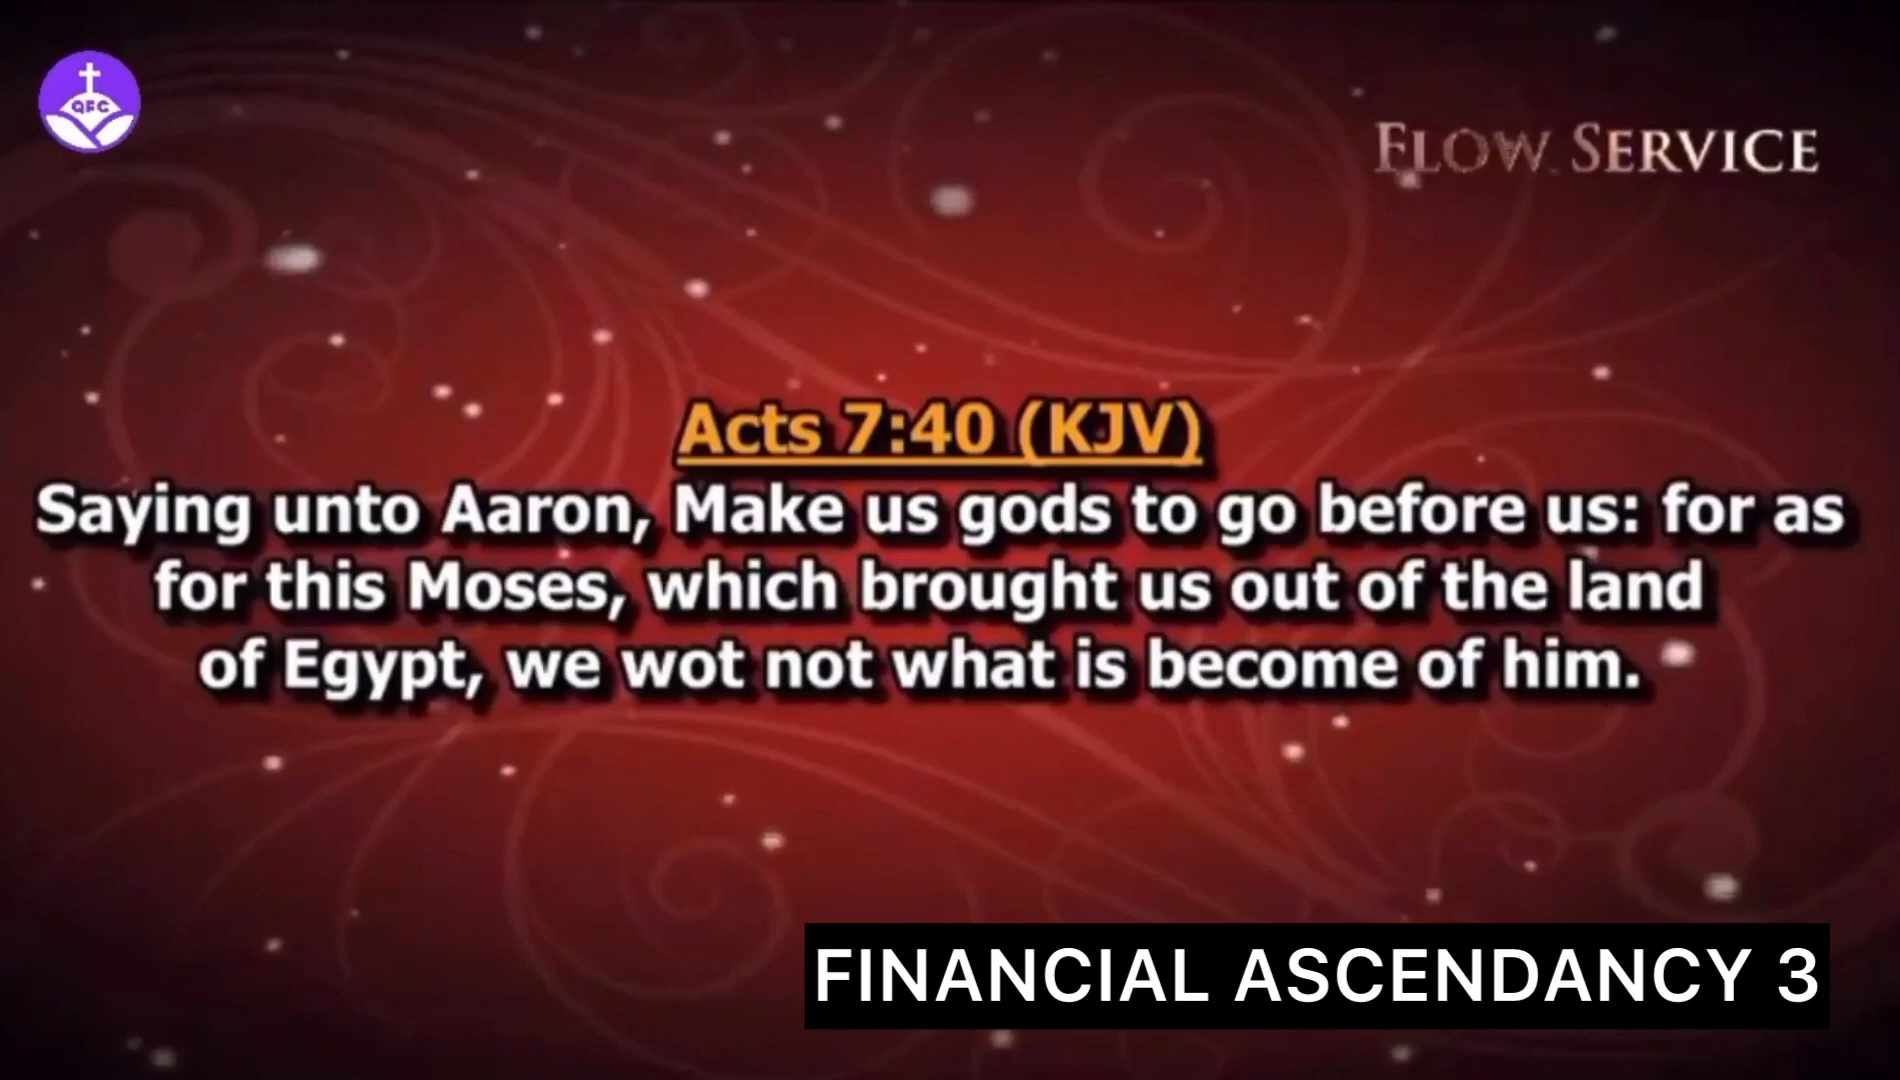 QFC
FLOW SERVICE
Acts 7:40 (KJV)
Saying unto Aaron, Make us gods to go before us: for as
for this Moses, which brought us out of the land
of Egypt, we wot not what is become of him.
FINANCIAL ASCENDANCY 3